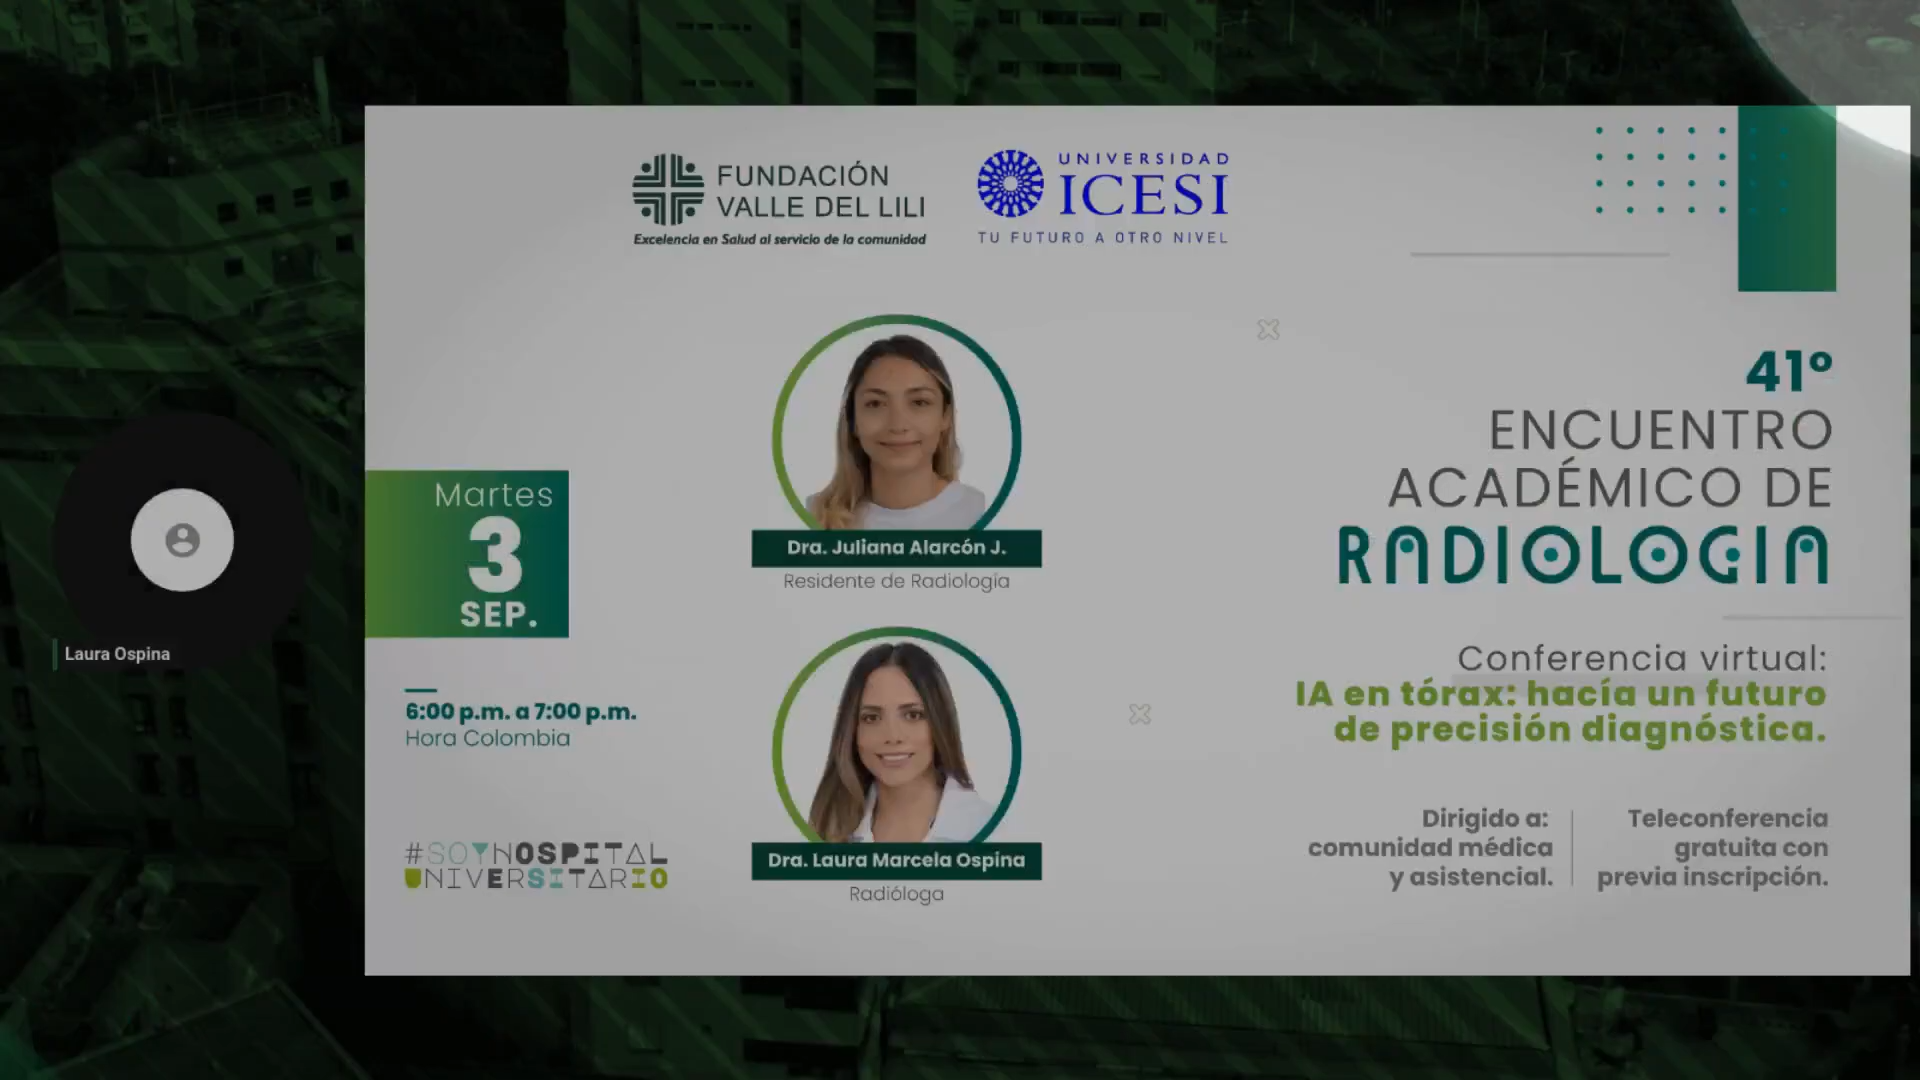 FUNDACIÓN
VALLE DEL LILI
Excelencia en Salud al servicio de la comunidad
UNIVERSIDAD
ICESI
TU FUTURO A OTRO NIVEL
41º
ENCUENTRO
ACADÉMICO DE
RADIOLOGIA
Martes
3
SEP.
Dra. Juliana Alarcón J.
Residente de Radiología
Laura Ospina
Conferencia virtual:
IA en tórax: hacía un futuro
de precisión diagnóstica.
6:00 p.m. a 7:00 p.m.
Hora Colombia
Dra. Laura Marcela Ospina
Radióloga
#SOYHOSPITAL
UNIVERSITARIO
Dirigido a:
comunidad médica
y asistencial.
Teleconferencia
gratuita con
previa inscripción.